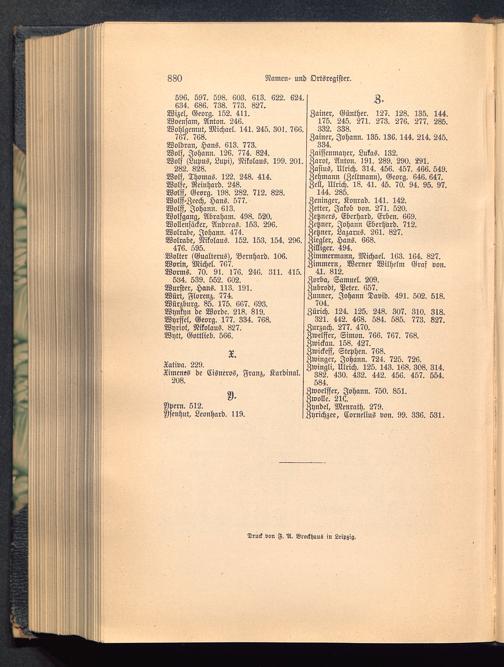 880
Namen- und Ortsregister.
596. 597. 598. 603. 613. 622. 624.
634. 686. 738. 773. 827.
Wizel, Georg. 152. 411.
Woensam, Anton. 246.
Wohlgemut, Michael. 141. 245. 301. 766.
767. 768.
Woldran, Hans. 613. 773.
Wolf, Johann. 126. 774. 824.
Wolf (Lupus, Lupi), Nikolaus. 199. 201.
282. 828.
Wolf, Thomas. 122. 248. 414.
Wolfe, Reinhard. 248.
Wolff, Georg. 198. 282. 712. 828.
Wolff-Zech, Hans. 577.
Wolff, Johann. 613.
Wolfgang, Abraham. 498. 520.
Wollensäcker, Andreas. 153. 296.
Wolrabe, Johann. 474.
Wolrabe, Nikolaus. 152. 153. 154. 296.
476. 595.
Wolter (Gualterus), Bernhard. 106.
Worin, Michel. 767.
Worms. 70. 91. 176. 246. 311. 415.
534. 539. 552. 602.
Wurster, Hans. 113. 191.
Würt, Florenz. 774.
Würzburg. 85. 175. 667. 693.
Wynkyn de Worde. 218. 819.
Wyrffel, Georg. 177. 334. 768.
Wyriot, Nikolaus. 827.
Wytt, Gottlieb. 566.
X.
Xativa. 229.
Ximenes de Cisneros, Franz, Kardinal.
208.
Y.
Ypern. 512.
Ysenhut, Leonhard. 119.
Z.
Zainer, Günther. 127. 128. 135. 144.
175. 245. 271. 273. 276. 277. 285.
332. 338.
Zainer, Johann. 135. 136. 144. 214. 245.
334.
Zaissenmayer, Lukas. 132.
Zarot, Anton. 191. 289. 290. 291.
Zasius, Ulrich. 314. 456. 457. 466. 549.
Zehmann (Zeltmann), Georg. 646. 647.
Zell, Ulrich. 18. 41. 45. 70. 94. 95. 97.
144. 285.
Zeninger, Konrad. 141. 142.
Zetter, Jakob von. 271. 520.
Zetzners, Eberhard, Erben. 669.
Zetzner, Johann Eberhard. 712.
Zetzner, Lazarus. 261. 827.
Ziegler, Hans. 668.
Zilliger. 494.
Zimmermann, Michael. 163. 164. 827.
Zimmern, Werner Wilhelm Graf von.
41. 812.
Zorba, Samuel. 209.
Zubrodt, Peter. 657.
Zunner, Johann David. 491. 502. 518.
704.
Zürich. 124. 125. 248. 307. 310. 318.
321. 442. 468. 584. 585. 773. 827.
Zurzach. 277. 470.
Zwelffer, Simon. 766. 767. 768.
Zwickau. 158. 427.
Zwickeff, Stephen. 768.
Zwinger, Johann. 724. 725. 726.
Zwingli, Ulrich. 125. 143. 168. 308. 314.
382. 430. 432. 442. 456. 457. 554.
584.
Zwoelffer, Johann. 750. 851.
Zwolle. 210.
Zyndel, Menrath. 279.
Zyrichzee, Cornelius von. 99. 336. 531.
Druck von F. A. Brockhaus in Leipzig.